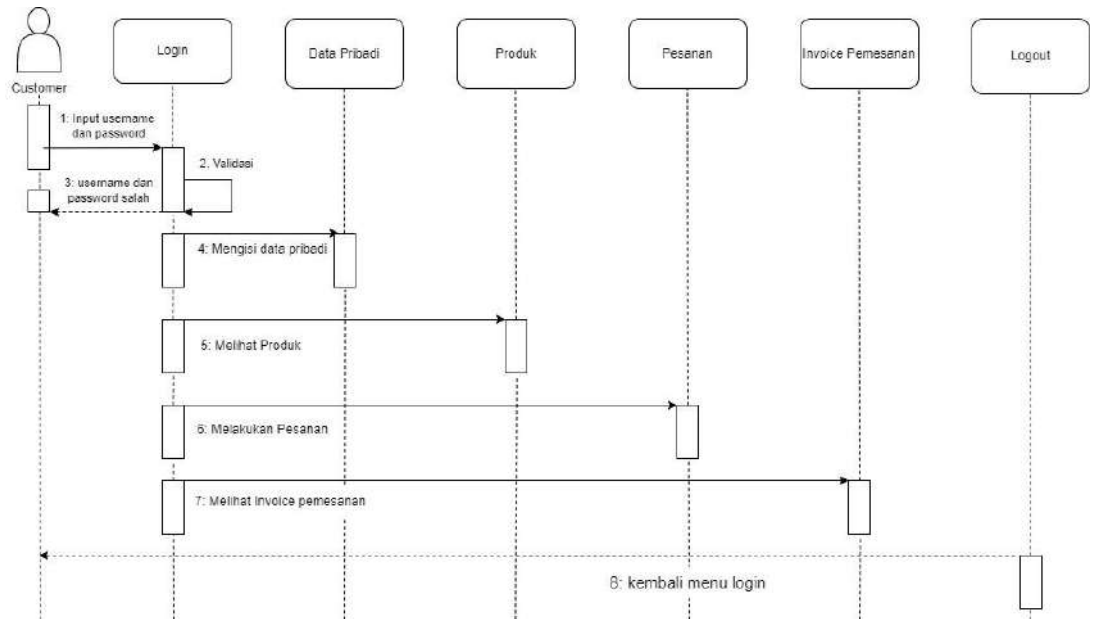 Login
Data Pribadi
Produk
Pesanan
Invoice Pemesanan
Logout
Customer
1: Input username
dan password
2. Validasi
3: username dan
password salah
4: Mengisi data pribadi
5: Melihat Produk
6: Melakukan Pesanan
7: Melihat Invoice pemesanan
8: kembali menu login